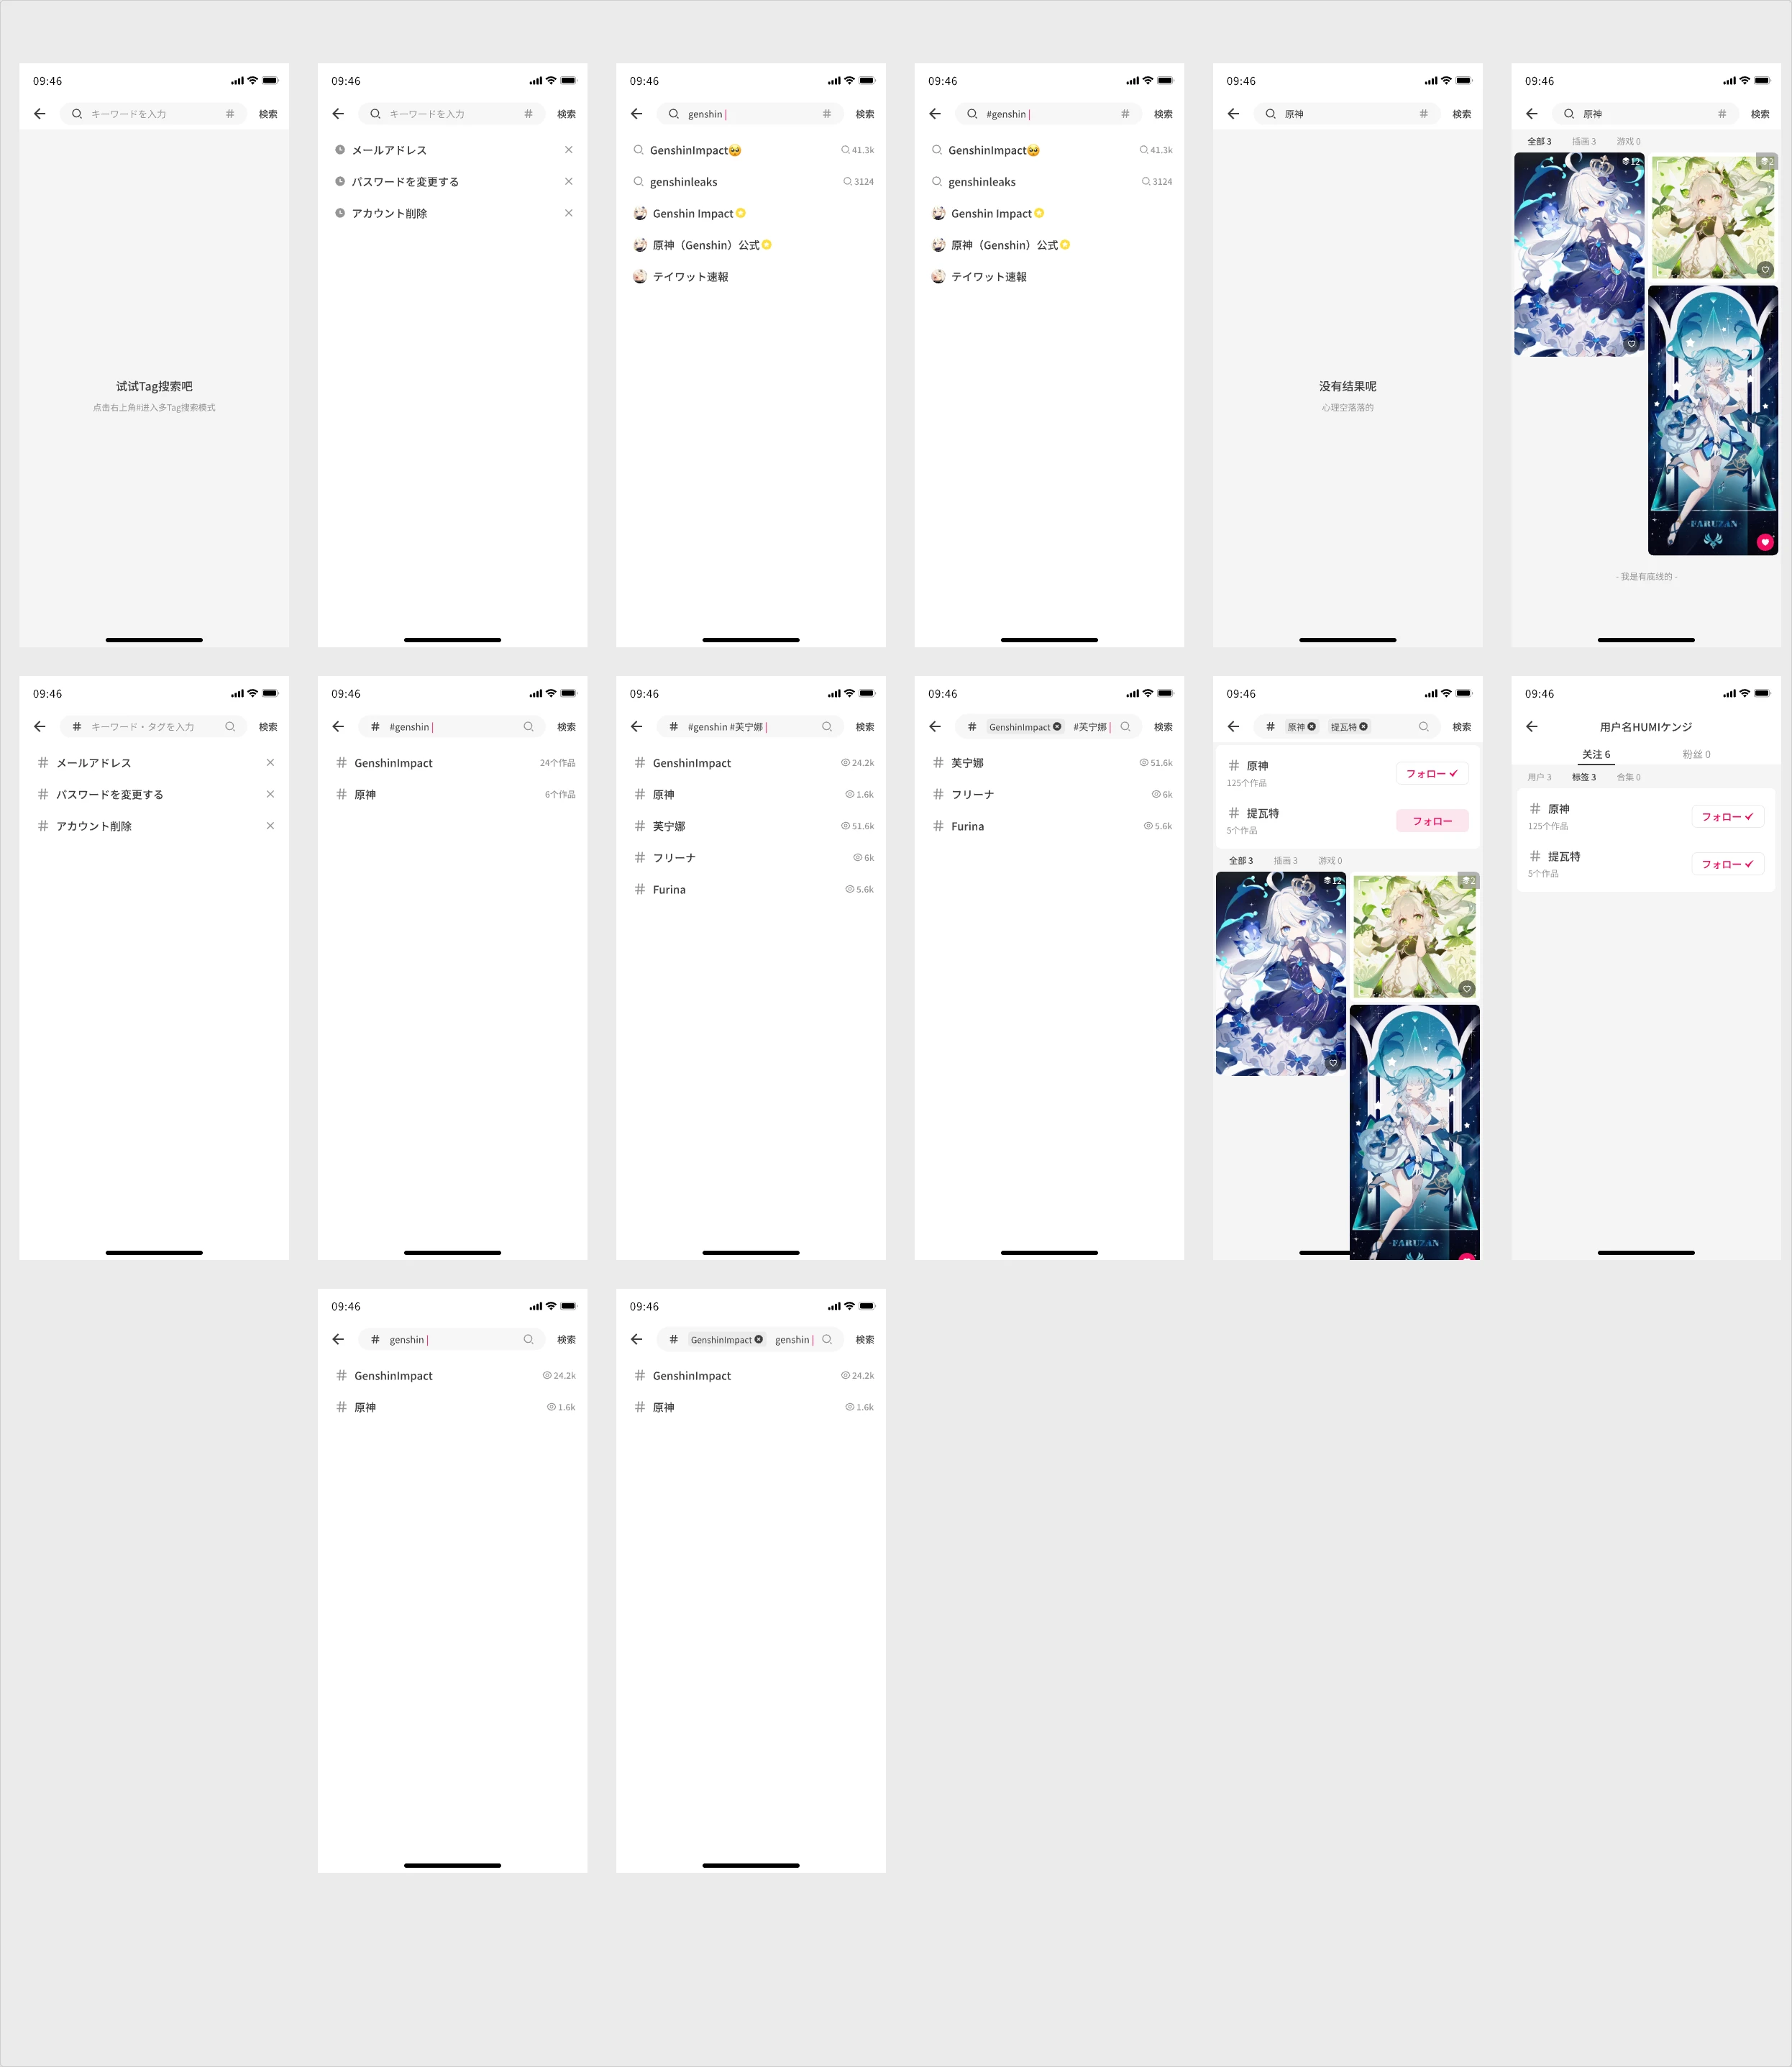 09:46
キーワードを入力 # 検索
试试Tag搜索吧
点击右上角#进入多Tag搜索模式
09:46
キーワードを入力 # 検索
メールアドレス
パスワードを変更する
アカウント削除
09:46
genshin # 検索
GenshinImpact🥺 41.3k
genshinleaks 3124
Genshin Impact
原神（Genshin）公式
テイワット速報
09:46
#genshin # 検索
GenshinImpact🥺 41.3k
genshinleaks 3124
Genshin Impact
原神（Genshin）公式
テイワット速報
09:46
原神 # 検索
没有结果呢
心理空落落的
09:46
原神 # 検索
全部 3 插画 3 游戏 0
12
2
FARUZAN
- 我是有底线的 -
09:46
# キーワード・タグを入力 検索
# メールアドレス
# パスワードを変更する
# アカウント削除
09:46
# #genshin 検索
# GenshinImpact 24个作品
# 原神 6个作品
09:46
# #genshin #芙宁娜 検索
# GenshinImpact 24.2k
# 原神 1.6k
# 芙宁娜 51.6k
# フリーナ 6k
# Furina 5.6k
09:46
# GenshinImpact #芙宁娜 検索
# 芙宁娜 51.6k
# フリーナ 6k
# Furina 5.6k
09:46
# 原神 提瓦特 検索
# 原神 フォロー
125个作品
# 提瓦特 フォロー
5个作品
全部 3 插画 3 游戏 0
12
2
FARUZAN
09:46
用户名HUMIケンジ
关注 6 粉丝 0
用户 3 标签 3 合集 0
# 原神 フォロー
125个作品
# 提瓦特 フォロー
5个作品
09:46
# genshin 検索
# GenshinImpact 24.2k
# 原神 1.6k
09:46
# GenshinImpact genshin 検索
# GenshinImpact 24.2k
# 原神 1.6k